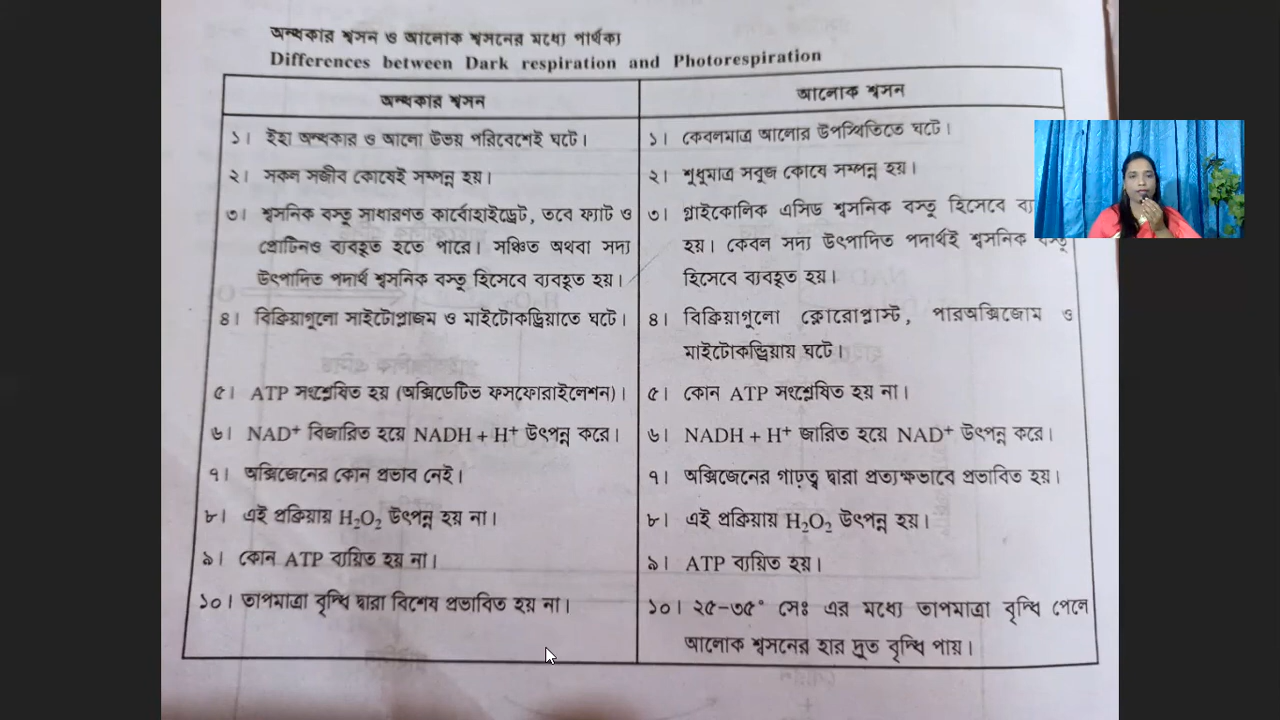 অন্ধকার শ্বসন ও আলোক শ্বসনের মধ্যে পার্থক্য
Differences between Dark respiration and Photorespiration
অন্ধকার শ্বসন
১। ইহা অন্ধকার ও আলো উভয় পরিবেশেই ঘটে।
২। সকল সজীব কোষেই সম্পন্ন হয়।
৩। শ্বসনিক বস্তু সাধারণত কার্বোহাইড্রেট, তবে ফ্যাট ও
প্রোটিনও ব্যবহৃত হতে পারে। সঞ্চিত অথবা সদ্য
উৎপাদিত পদার্থ শ্বসনিক বস্তু হিসেবে ব্যবহৃত হয়।
৪। বিক্রিয়াগুলো সাইটোপ্লাজম ও মাইটোকন্ড্রিয়াতে ঘটে।
৫। ATP সংশ্লেষিত হয় (অক্সিডেটিভ ফসফোরাইলেশন)।
৬। NAD⁺ বিজারিত হয়ে NADH + H⁺ উৎপন্ন করে।
৭। অক্সিজেনের কোন প্রভাব নেই।
৮। এই প্রক্রিয়ায় H₂O₂ উৎপন্ন হয় না।
৯। কোন ATP ব্যয়িত হয় না।
১০। তাপমাত্রা বৃদ্ধি দ্বারা বিশেষ প্রভাবিত হয় না।
আলোক শ্বসন
১। কেবলমাত্র আলোর উপস্থিতিতে ঘটে।
২। শুধুমাত্র সবুজ কোষে সম্পন্ন হয়।
৩। গ্লাইকোলিক এসিড শ্বসনিক বস্তু হিসেবে
হয়। কেবল সদ্য উৎপাদিত পদার্থই শ্বসনিক বস্তু
হিসেবে ব্যবহৃত হয়।
৪। বিক্রিয়াগুলো ক্লোরোপ্লাস্ট, পারঅক্সিজোম ও
মাইটোকন্ড্রিয়ায় ঘটে।
৫। কোন ATP সংশ্লেষিত হয় না।
৬। NADH + H⁺ জারিত হয়ে NAD⁺ উৎপন্ন করে।
৭। অক্সিজেনের গাঢ়ত্ব দ্বারা প্রত্যক্ষভাবে প্রভাবিত হয়।
৮। এই প্রক্রিয়ায় H₂O₂ উৎপন্ন হয়।
৯। ATP ব্যয়িত হয়।
১০। ২৫–৩৫° সেঃ এর মধ্যে তাপমাত্রা বৃদ্ধি পেলে
আলোক শ্বসনের হার দ্রুত বৃদ্ধি পায়।